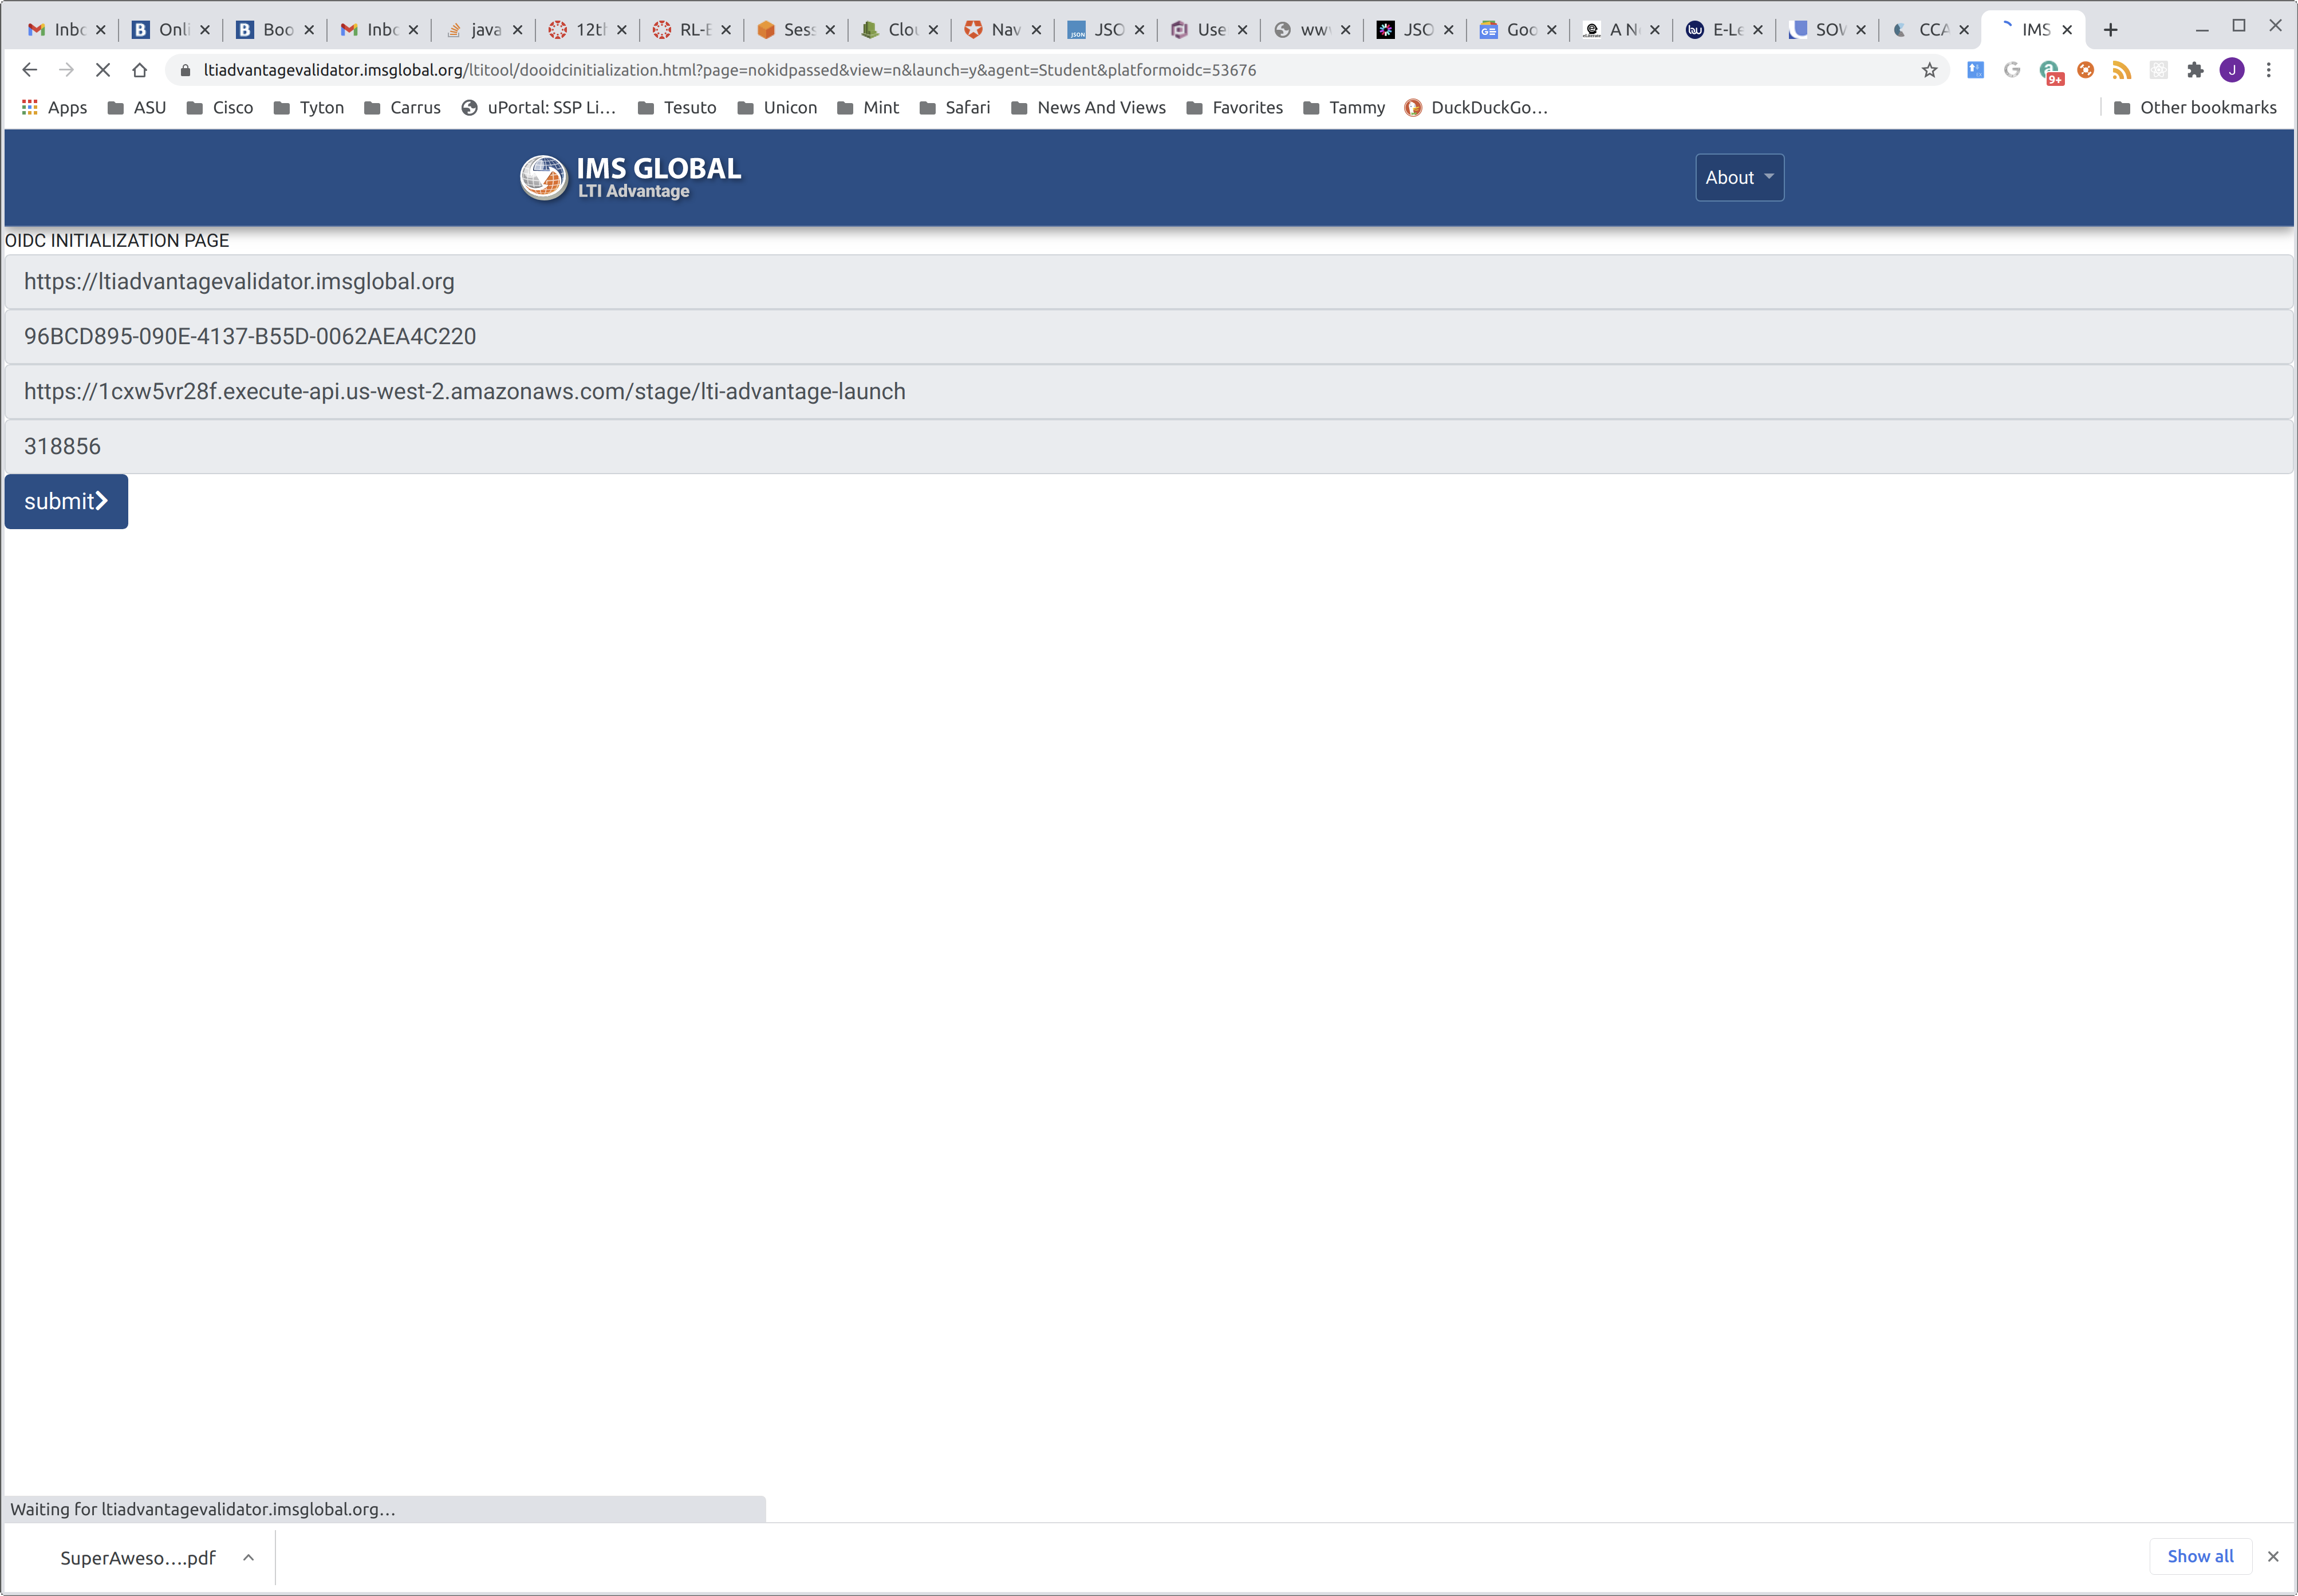 Inbc Onli Boo Inbc java 12th RL-E Sess Clou Nav JSO Use ww JSO Goo A N E-Le SOV CCA IMS
ltiadvantagevalidator.imsglobal.org/ltitool/dooidcinitialization.html?page=nokidpassed&view=n&launch=y&agent=Student&platformoidc=53676
9+ J
Apps ASU Cisco Tyton Carrus uPortal: SSP Li... Tesuto Unicon Mint Safari News And Views Favorites Tammy DuckDuckGo... Other bookmarks
IMS GLOBAL
LTI Advantage
About
OIDC INITIALIZATION PAGE
https://ltiadvantagevalidator.imsglobal.org
96BCD895-090E-4137-B55D-0062AEA4C220
https://1cxw5vr28f.execute-api.us-west-2.amazonaws.com/stage/lti-advantage-launch
318856
submit
Waiting for ltiadvantagevalidator.imsglobal.org...
SuperAweso....pdf
Show all